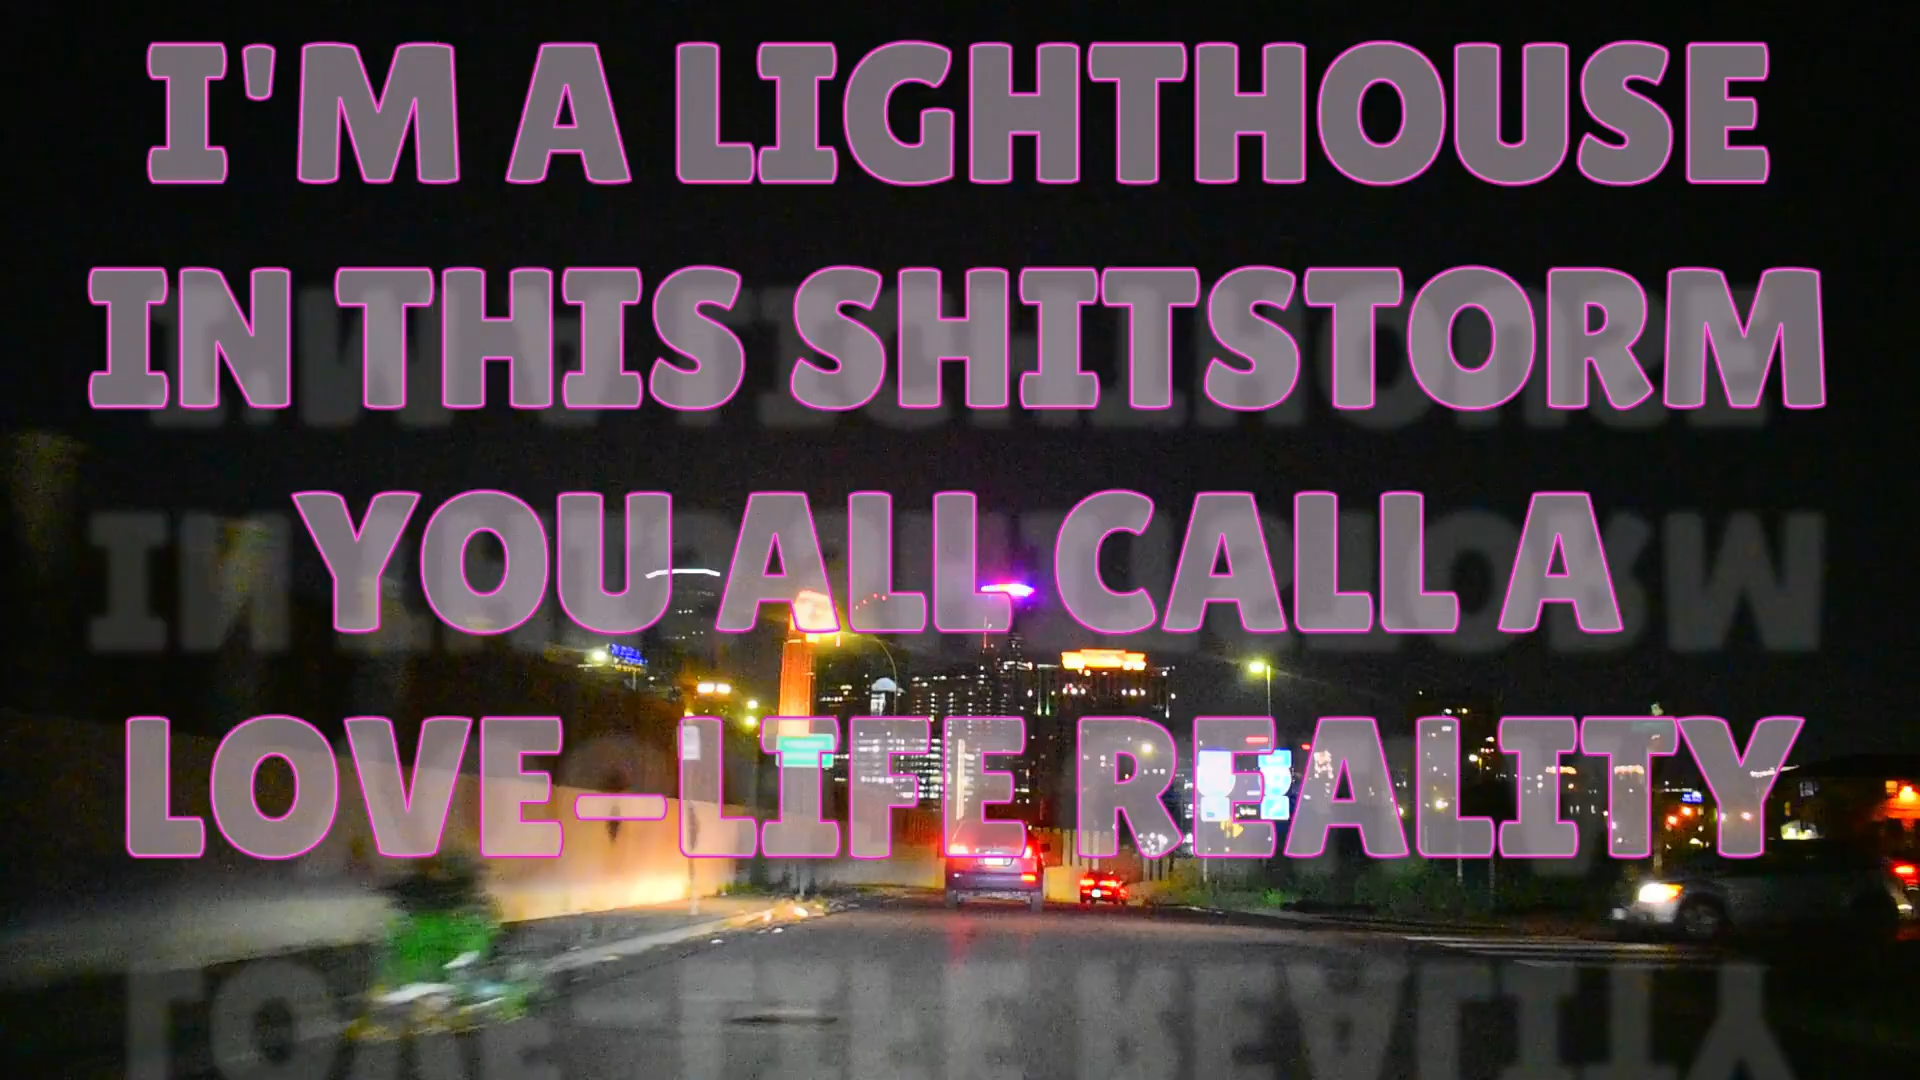 I'M A LIGHTHOUSE
IN THIS SHITSTORM
YOU ALL CALL A
LOVE-LIFE REALITY